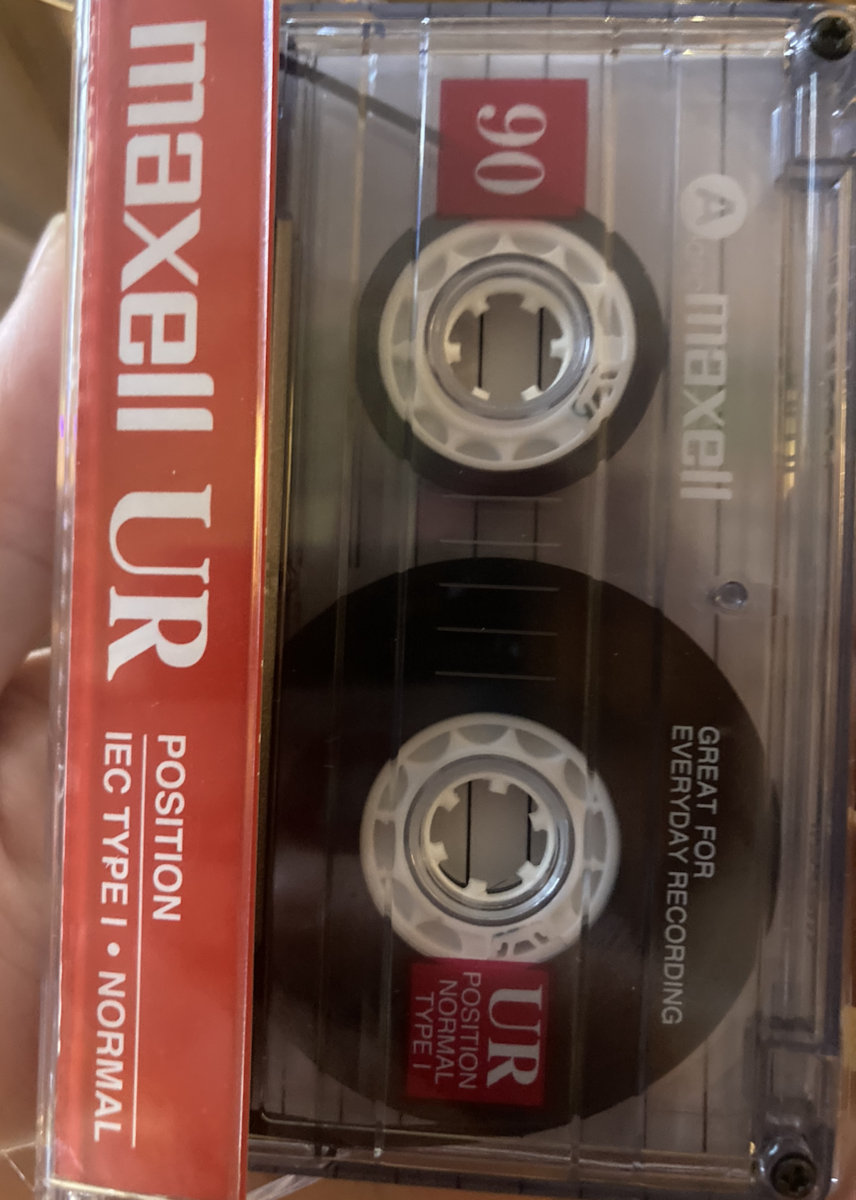 maxell UR
POSITION
IEC TYPE I • NORMAL
90
A
maxell
GREAT FOR
EVERYDAY RECORDING
UR
POSITION
NORMAL
TYPE I